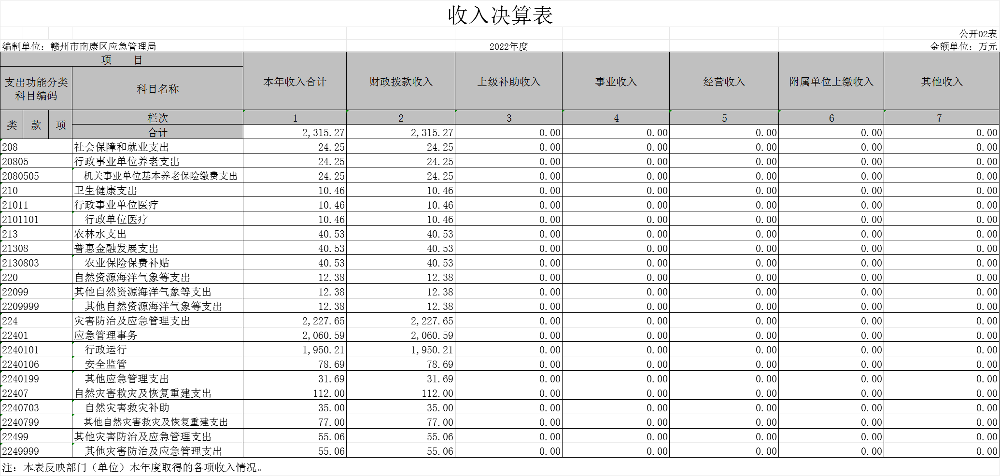 收入决算表
公开02表
编制单位：赣州市南康区应急管理局 2022年度 金额单位：万元
项 目 本年收入合计 财政拨款收入 上级补助收入 事业收入 经营收入 附属单位上缴收入 其他收入
支出功能分类科目编码 科目名称
类 款 项 栏次 1 2 3 4 5 6 7
合计 2,315.27 2,315.27 0.00 0.00 0.00 0.00 0.00
208 社会保障和就业支出 24.25 24.25 0.00 0.00 0.00 0.00 0.00
20805 行政事业单位养老支出 24.25 24.25 0.00 0.00 0.00 0.00 0.00
2080505 机关事业单位基本养老保险缴费支出 24.25 24.25 0.00 0.00 0.00 0.00 0.00
210 卫生健康支出 10.46 10.46 0.00 0.00 0.00 0.00 0.00
21011 行政事业单位医疗 10.46 10.46 0.00 0.00 0.00 0.00 0.00
2101101 行政单位医疗 10.46 10.46 0.00 0.00 0.00 0.00 0.00
213 农林水支出 40.53 40.53 0.00 0.00 0.00 0.00 0.00
21308 普惠金融发展支出 40.53 40.53 0.00 0.00 0.00 0.00 0.00
2130803 农业保险保费补贴 40.53 40.53 0.00 0.00 0.00 0.00 0.00
220 自然资源海洋气象等支出 12.38 12.38 0.00 0.00 0.00 0.00 0.00
22099 其他自然资源海洋气象等支出 12.38 12.38 0.00 0.00 0.00 0.00 0.00
2209999 其他自然资源海洋气象等支出 12.38 12.38 0.00 0.00 0.00 0.00 0.00
224 灾害防治及应急管理支出 2,227.65 2,227.65 0.00 0.00 0.00 0.00 0.00
22401 应急管理事务 2,060.59 2,060.59 0.00 0.00 0.00 0.00 0.00
2240101 行政运行 1,950.21 1,950.21 0.00 0.00 0.00 0.00 0.00
2240106 安全监管 78.69 78.69 0.00 0.00 0.00 0.00 0.00
2240199 其他应急管理支出 31.69 31.69 0.00 0.00 0.00 0.00 0.00
22407 自然灾害救灾及恢复重建支出 112.00 112.00 0.00 0.00 0.00 0.00 0.00
2240703 自然灾害救灾补助 35.00 35.00 0.00 0.00 0.00 0.00 0.00
2240799 其他自然灾害救灾及恢复重建支出 77.00 77.00 0.00 0.00 0.00 0.00 0.00
22499 其他灾害防治及应急管理支出 55.06 55.06 0.00 0.00 0.00 0.00 0.00
2249999 其他灾害防治及应急管理支出 55.06 55.06 0.00 0.00 0.00 0.00 0.00
注：本表反映部门（单位）本年度取得的各项收入情况。